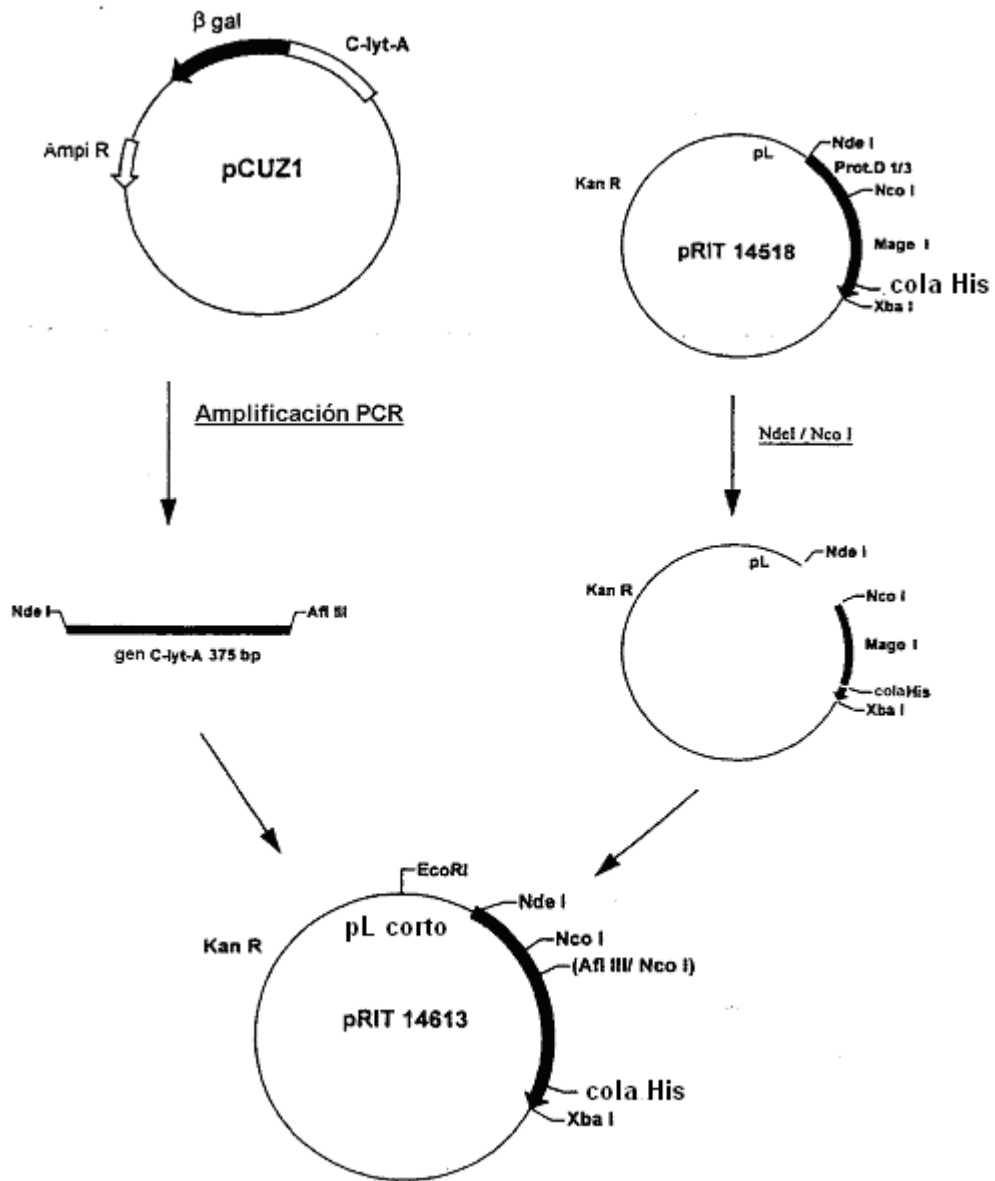 β gal
C-lyt-A
Ampi R
pCUZ1
Nde I
pL
Prot.D 1/3
Kan R
Nco I
Mage I
pRIT 14518
cola His
Xba I
Amplificación PCR
NdeI / Nco I
Nde I
pL
Kan R
Nco I
Mage I
colaHis
Xba I
Nde I
Afl III
gen C-lyt-A 375 bp
EcoRI
Nde I
pL corto
Kan R
Nco I
(Afl III/ Nco I)
pRIT 14613
cola His
Xba I